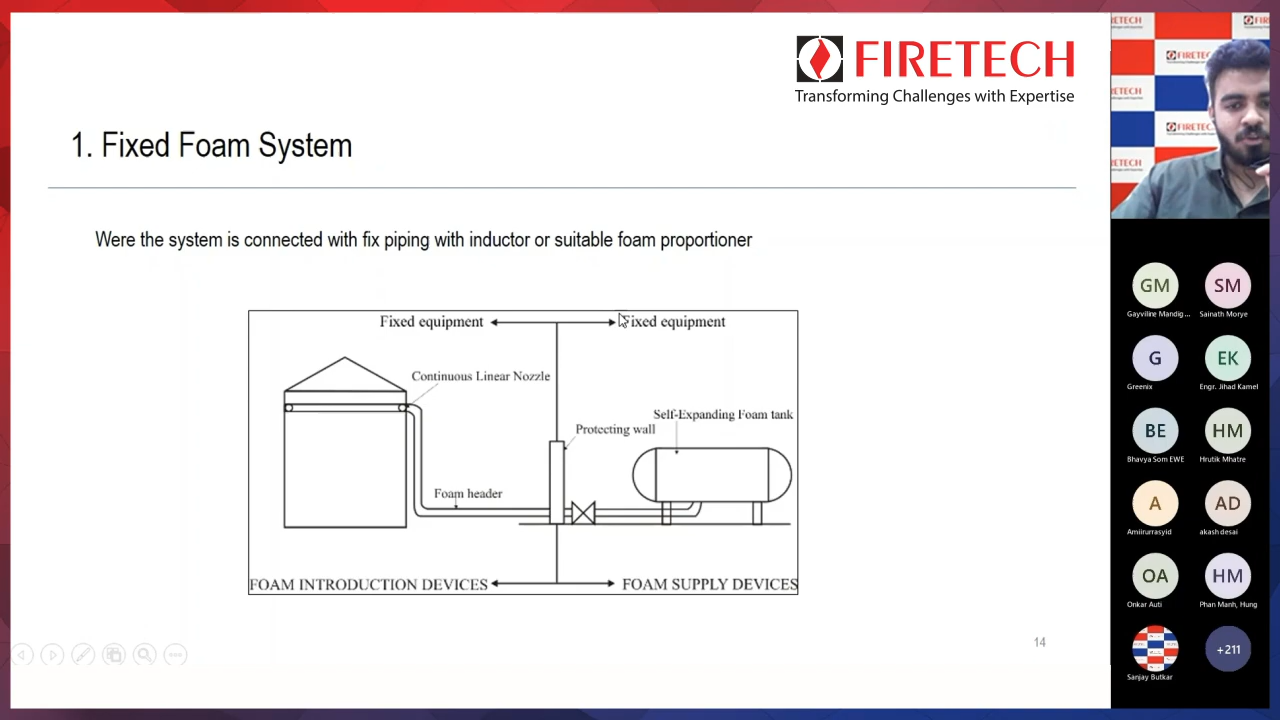 FIRETECH
Transforming Challenges with Expertise
1. Fixed Foam System
Were the system is connected with fix piping with inductor or suitable foam proportioner
Fixed equipment
Fixed equipment
Continuous Linear Nozzle
Self-Expanding Foam tank
Protecting wall
Foam header
FOAM INTRODUCTION DEVICES
FOAM SUPPLY DEVICES
14
GM
SM
Gayviline Mandig...
Sainath Morye
G
EK
Greenix
Engr. Jihad Kamel
BE
HM
Bhavya Som EWE
Hrutik Mhatre
A
AD
Amiirurrasyid
akash desai
OA
HM
Onkar Auti
Phan Manh, Hung
+211
Sanjay Butkar